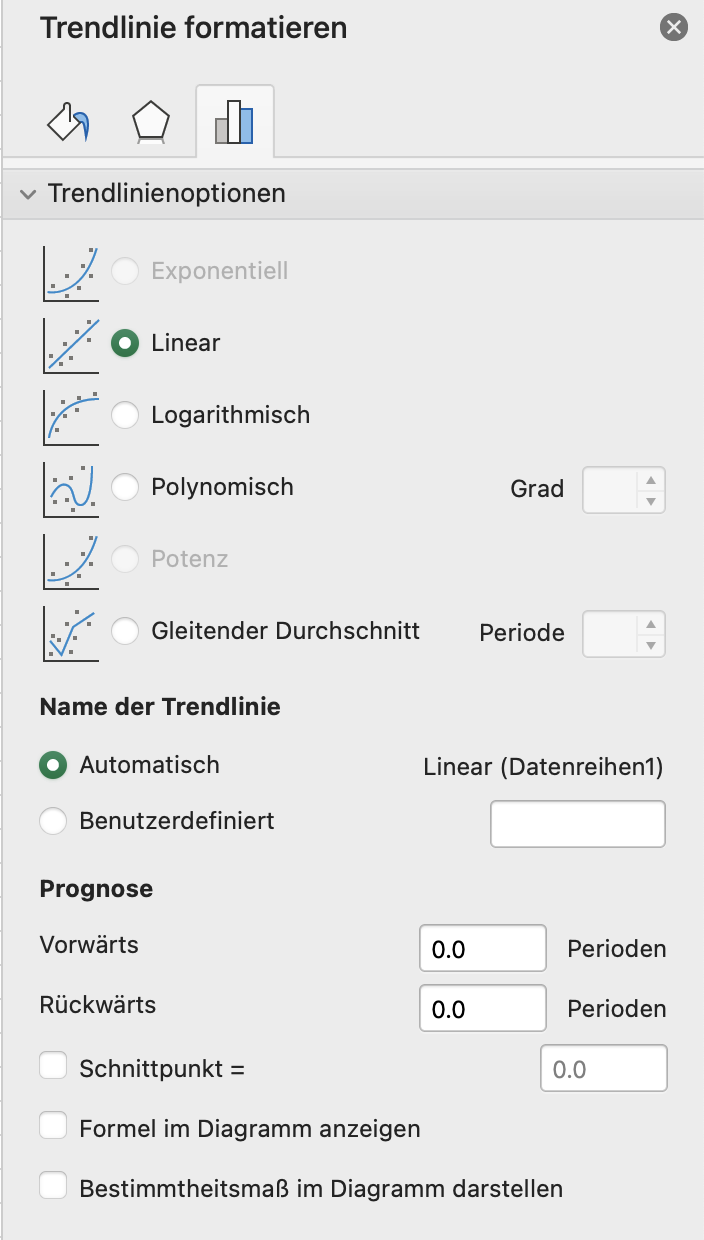 Trendlinie formatieren
Trendlinienoptionen
Exponentiell
Linear
Logarithmisch
Polynomisch Grad
Potenz
Gleitender Durchschnitt Periode
Name der Trendlinie
Automatisch Linear (Datenreihen1)
Benutzerdefiniert
Prognose
Vorwärts 0.0 Perioden
Rückwärts 0.0 Perioden
Schnittpunkt = 0.0
Formel im Diagramm anzeigen
Bestimmtheitsmaß im Diagramm darstellen